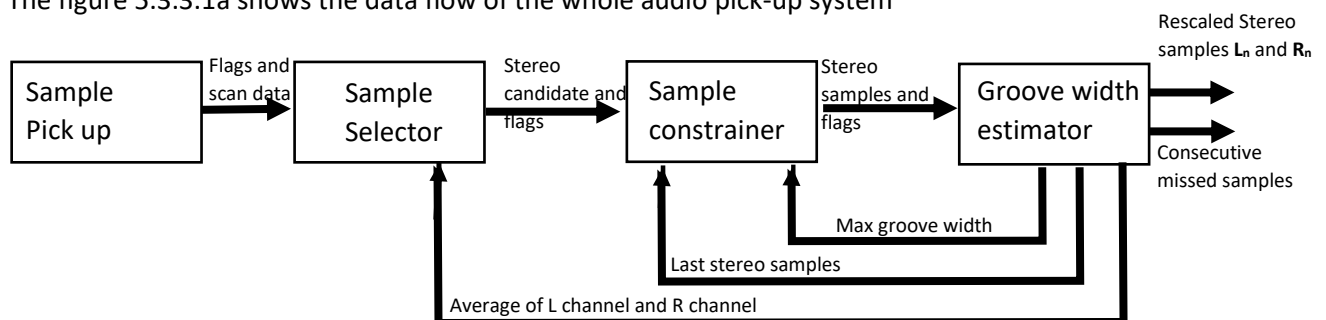 The figure 5.3.3.1a shows the data flow of the whole audio pick-up system
Rescaled Stereo
samples Lₙ and Rₙ
Flags and
scan data
Stereo
candidate and
flags
Stereo
samples and
flags
Sample
Pick up
Sample
Selector
Sample
constrainer
Groove width
estimator
Consecutive
missed samples
Max groove width
Last stereo samples
Average of L channel and R channel